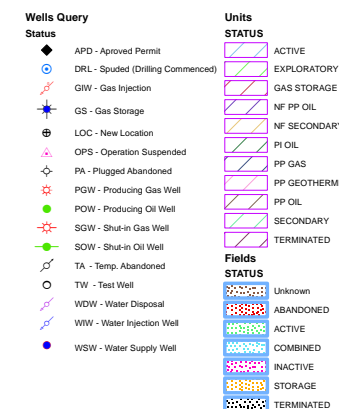 Wells Query
Status
APD - Aproved Permit
DRL - Spuded (Drilling Commenced)
GIW - Gas Injection
GS - Gas Storage
LOC - New Location
OPS - Operation Suspended
PA - Plugged Abandoned
PGW - Producing Gas Well
POW - Producing Oil Well
SGW - Shut-in Gas Well
SOW - Shut-in Oil Well
TA - Temp. Abandoned
TW - Test Well
WDW - Water Disposal
WIW - Water Injection Well
WSW - Water Supply Well
Units
STATUS
ACTIVE
EXPLORATORY
GAS STORAGE
NF PP OIL
NF SECONDARY
PI OIL
PP GAS
PP GEOTHERM
PP OIL
SECONDARY
TERMINATED
Fields
STATUS
Unknown
ABANDONED
ACTIVE
COMBINED
INACTIVE
STORAGE
TERMINATED